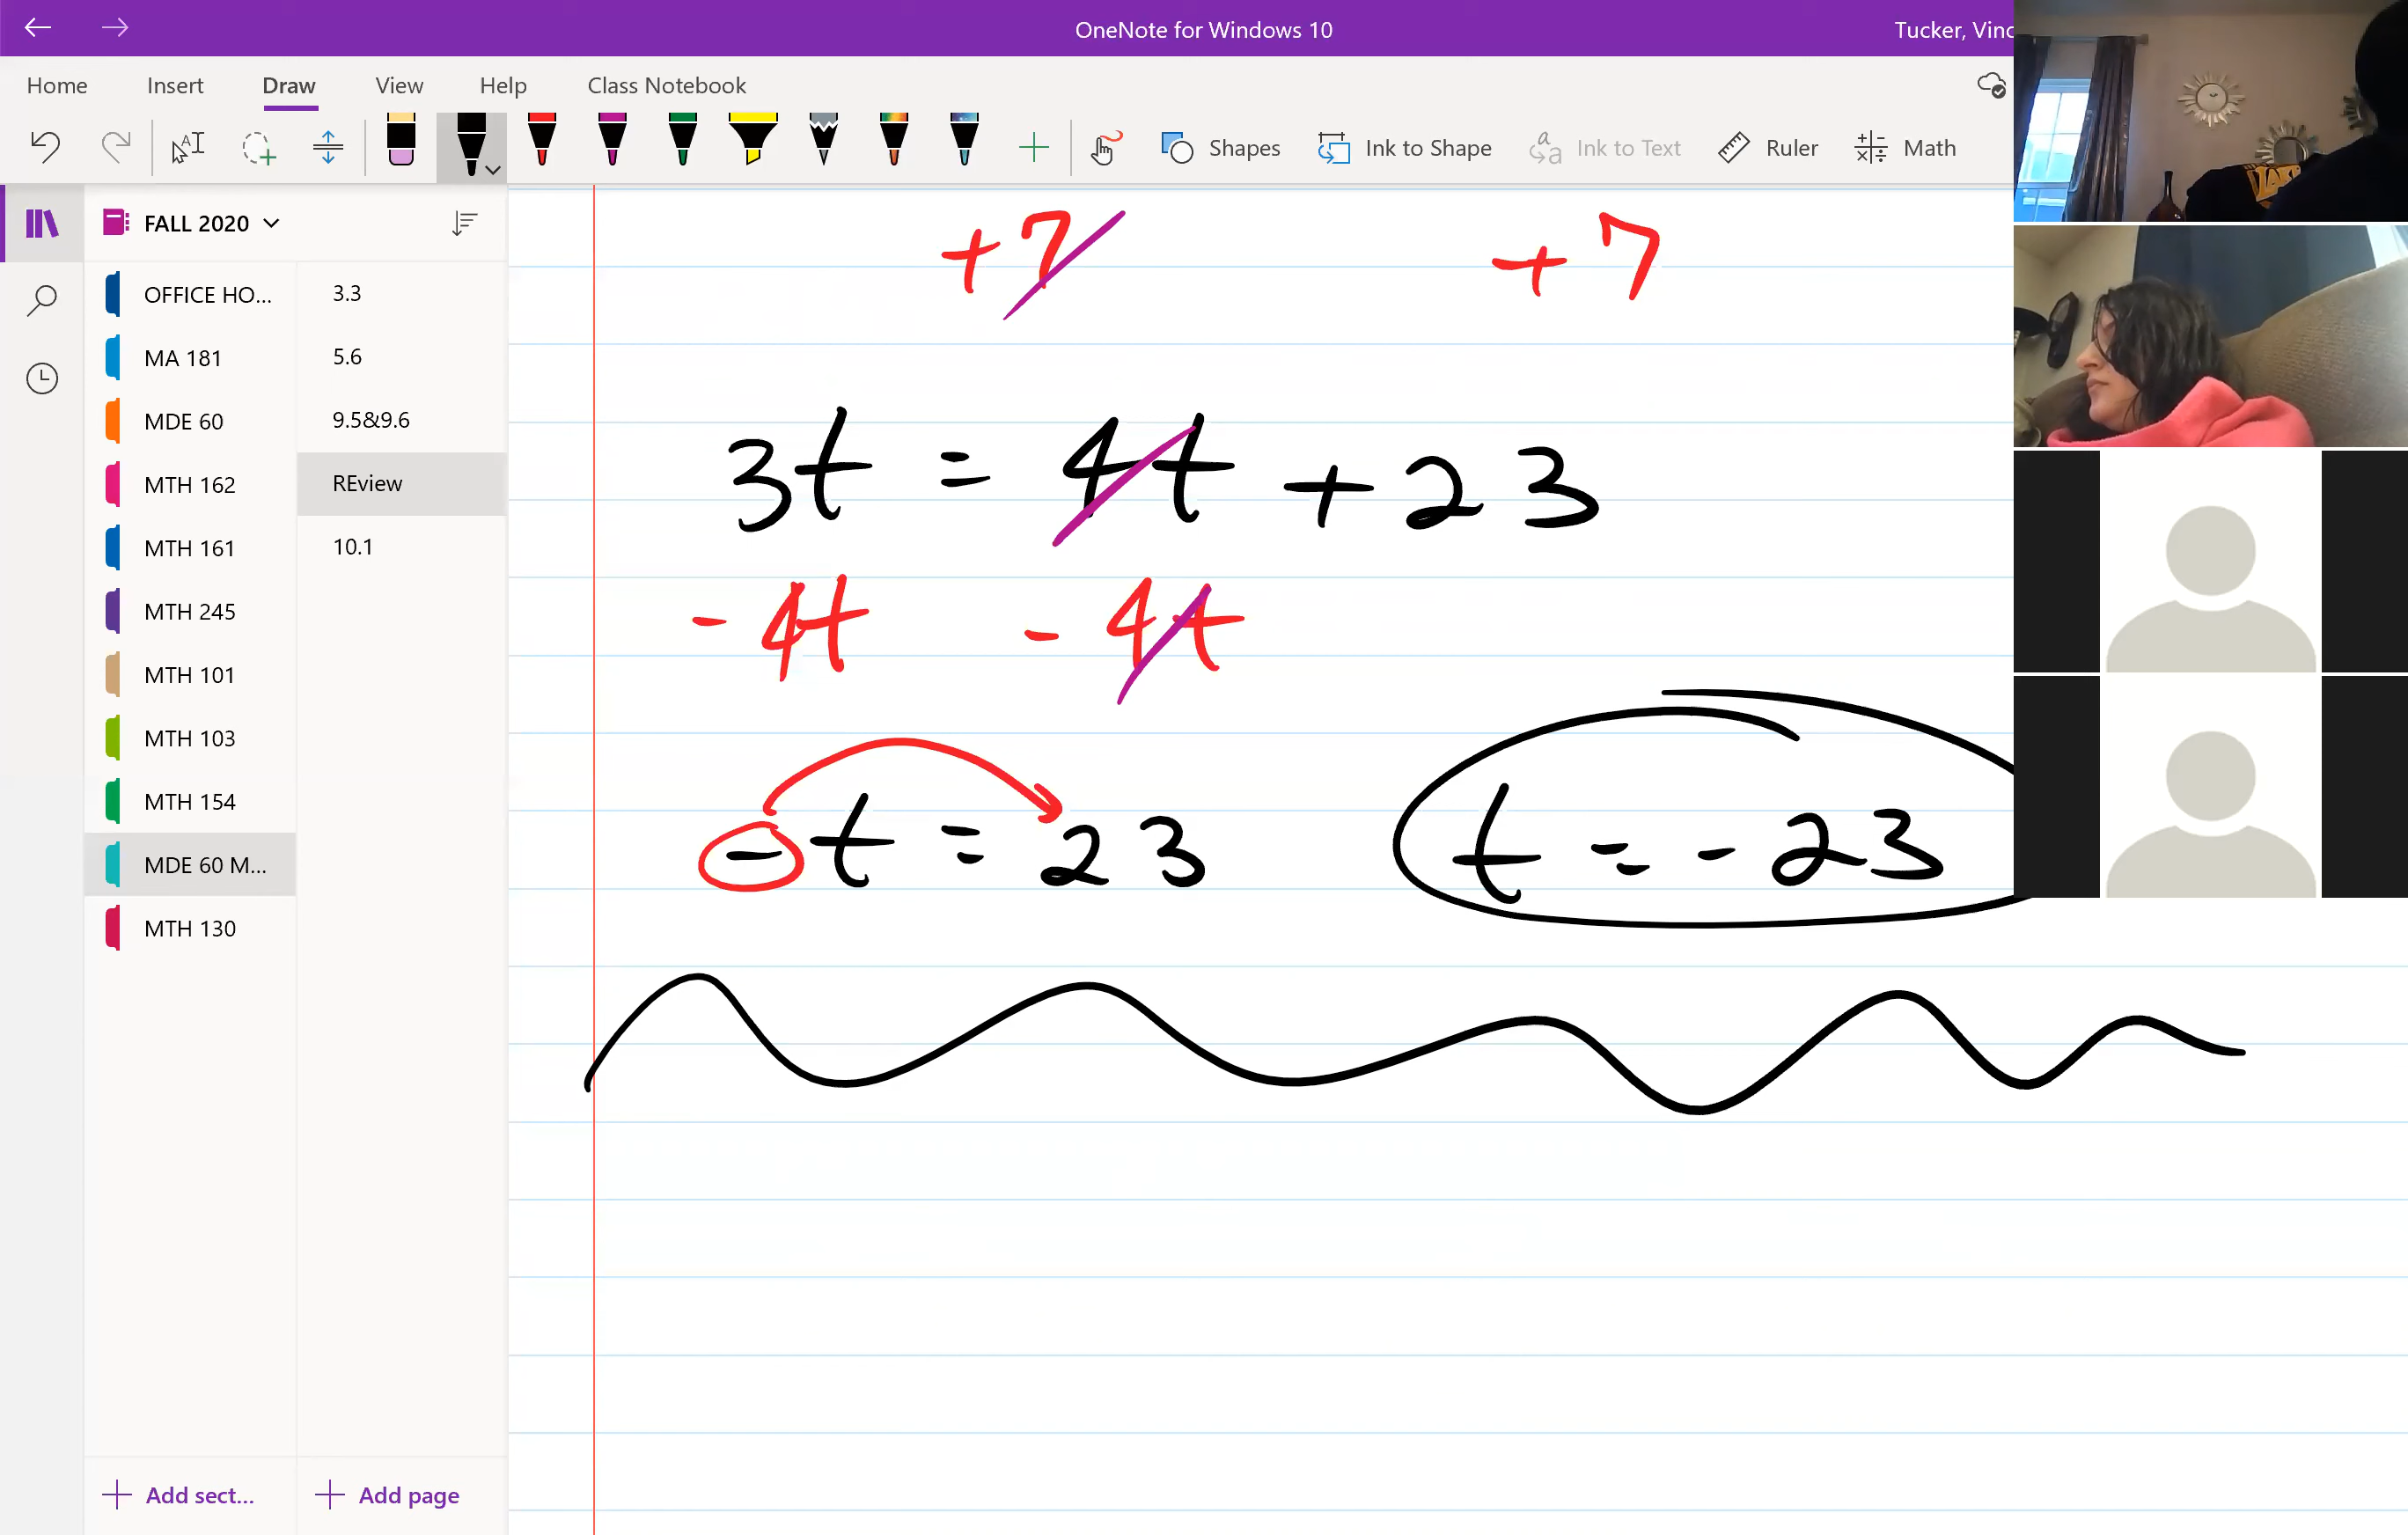 OneNote for Windows 10
Tucker, Vinc
Home Insert Draw View Help Class Notebook
Shapes Ink to Shape Ink to Text Ruler Math
FALL 2020
OFFICE HO...
MA 181
MDE 60
MTH 162
MTH 161
MTH 245
MTH 101
MTH 103
MTH 154
MDE 60 M...
MTH 130
Add sect...
3.3
5.6
9.5&9.6
REview
10.1
Add page
+7 +7
3t = 4t + 23
-4t -4t
-t = 23 t = -23